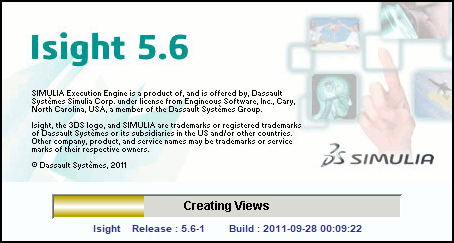 Isight 5.6
SIMULIA Execution Engine is a product of, and is offered by, Dassault
Systèmes Simulia Corp. under license from Engineous Software, Inc., Cary,
North Carolina, USA, a member of the Dassault Systèmes Group.
Isight, the 3DS logo, and SIMULIA are trademarks or registered trademarks
of Dassault Systèmes or its subsidiaries in the US and/or other countries.
Other company, product, and service names may be trademarks or service
marks of their respective owners.
© Dassault Systèmes, 2011
3DS SIMULIA
Creating Views
Isight Release : 5.6-1 Build : 2011-09-28 00:09:22